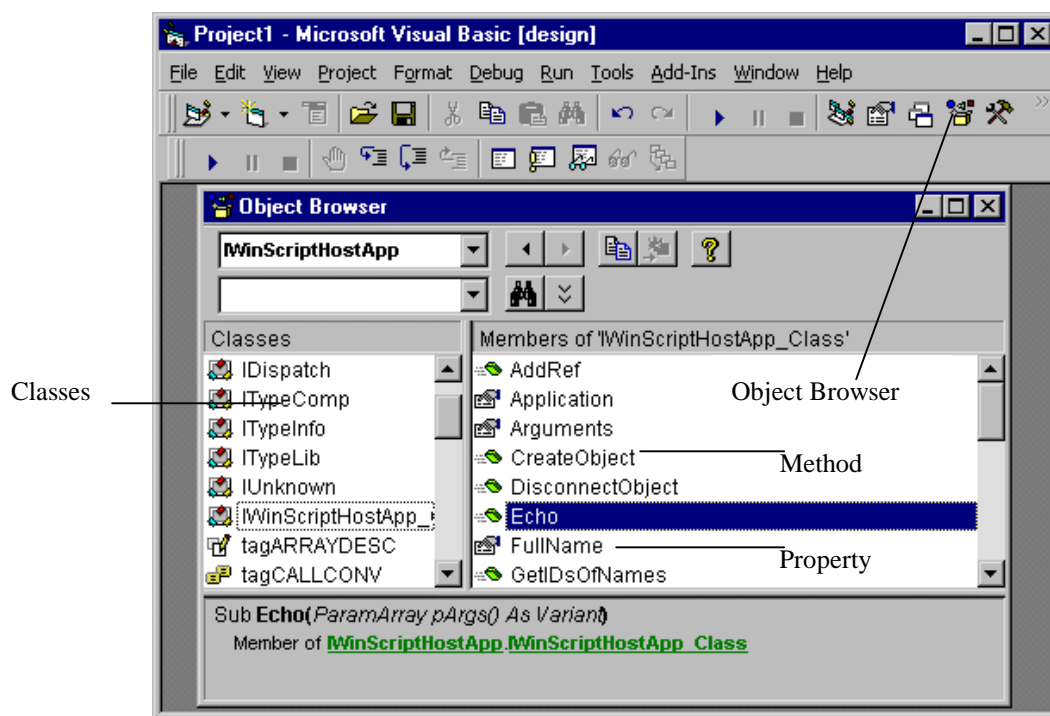 Project1 - Microsoft Visual Basic [design]
File Edit View Project Format Debug Run Tools Add-Ins Window Help
Object Browser
IWinScriptHostApp
Classes
Members of 'IWinScriptHostApp_Class'
IDispatch
ITypeComp
ITypeInfo
ITypeLib
IUnknown
IWinScriptHostApp_
tagARRAYDESC
tagCALLCONV
AddRef
Application
Arguments
CreateObject
DisconnectObject
Echo
FullName
GetIDsOfNames
Classes
Object Browser
Method
Property
Sub Echo(ParamArray pArgs() As Variant)
Member of IWinScriptHostApp.IWinScriptHostApp_Class